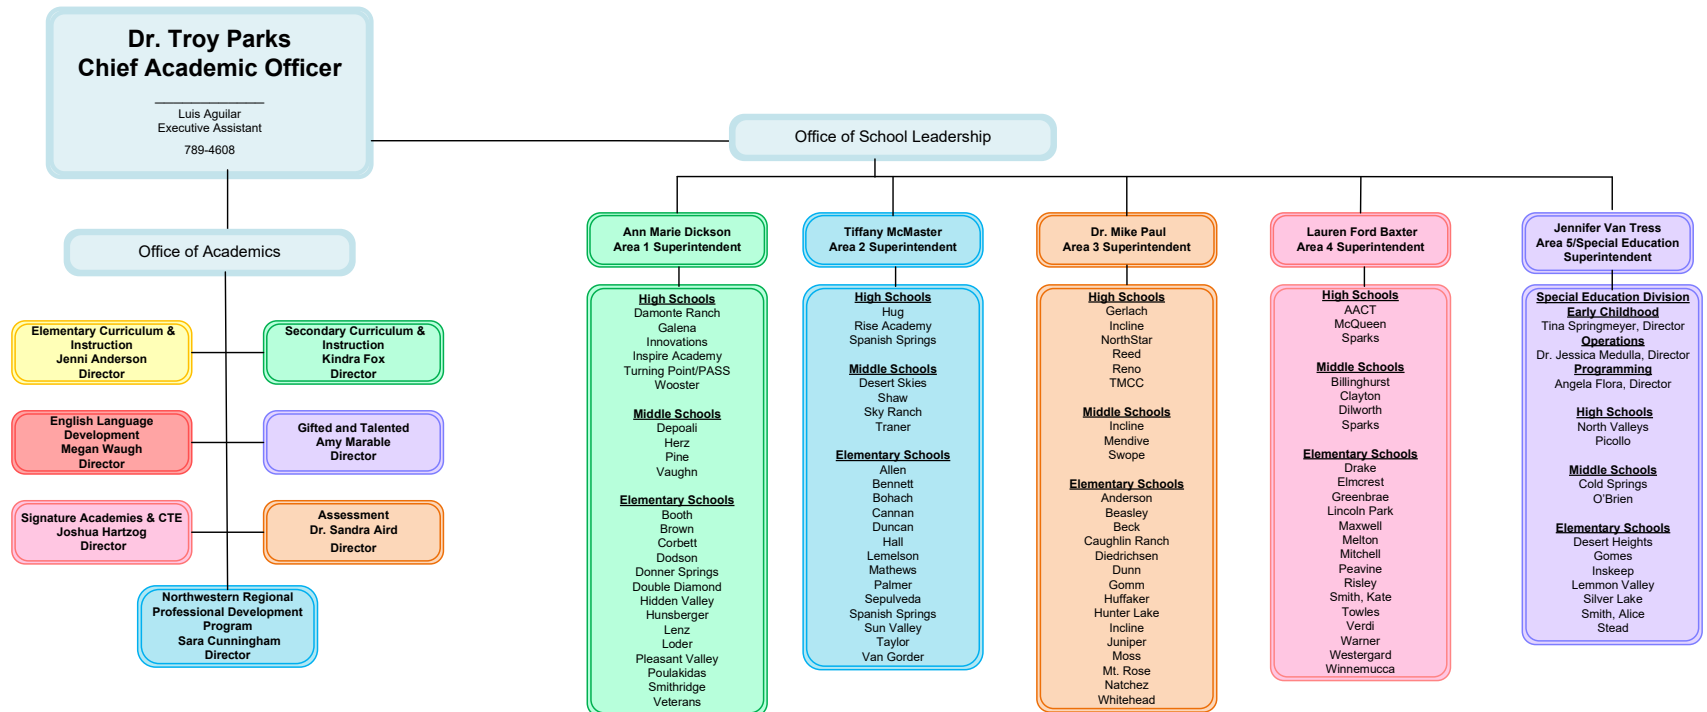 Dr. Troy Parks
Chief Academic Officer
Luis Aguilar
Executive Assistant
789-4608
Office of School Leadership
Office of Academics
Elementary Curriculum &
Instruction
Jenni Anderson
Director
Secondary Curriculum &
Instruction
Kindra Fox
Director
English Language
Development
Megan Waugh
Director
Gifted and Talented
Amy Marable
Director
Signature Academies & CTE
Joshua Hartzog
Director
Assessment
Dr. Sandra Aird
Director
Northwestern Regional
Professional Development
Program
Sara Cunningham
Director
Ann Marie Dickson
Area 1 Superintendent
High Schools
Damonte Ranch
Galena
Innovations
Inspire Academy
Turning Point/PASS
Wooster
Middle Schools
Depoali
Herz
Pine
Vaughn
Elementary Schools
Booth
Brown
Corbett
Dodson
Donner Springs
Double Diamond
Hidden Valley
Hunsberger
Lenz
Loder
Pleasant Valley
Poulakidas
Smithridge
Veterans
Tiffany McMaster
Area 2 Superintendent
High Schools
Hug
Rise Academy
Spanish Springs
Middle Schools
Desert Skies
Shaw
Sky Ranch
Traner
Elementary Schools
Allen
Bennett
Bohach
Cannan
Duncan
Hall
Lemelson
Mathews
Palmer
Sepulveda
Spanish Springs
Sun Valley
Taylor
Van Gorder
Dr. Mike Paul
Area 3 Superintendent
High Schools
Gerlach
Incline
NorthStar
Reed
Reno
TMCC
Middle Schools
Incline
Mendive
Swope
Elementary Schools
Anderson
Beasley
Beck
Caughlin Ranch
Diedrichsen
Dunn
Gomm
Huffaker
Hunter Lake
Incline
Juniper
Moss
Mt. Rose
Natchez
Whitehead
Lauren Ford Baxter
Area 4 Superintendent
High Schools
AACT
McQueen
Sparks
Middle Schools
Billinghurst
Clayton
Dilworth
Sparks
Elementary Schools
Drake
Elmcrest
Greenbrae
Lincoln Park
Maxwell
Melton
Mitchell
Peavine
Risley
Smith, Kate
Towles
Verdi
Warner
Westergard
Winnemucca
Jennifer Van Tress
Area 5/Special Education
Superintendent
Special Education Division
Early Childhood
Tina Springmeyer, Director
Operations
Dr. Jessica Medulla, Director
Programming
Angela Flora, Director
High Schools
North Valleys
Picollo
Middle Schools
Cold Springs
O’Brien
Elementary Schools
Desert Heights
Gomes
Inskeep
Lemmon Valley
Silver Lake
Smith, Alice
Stead